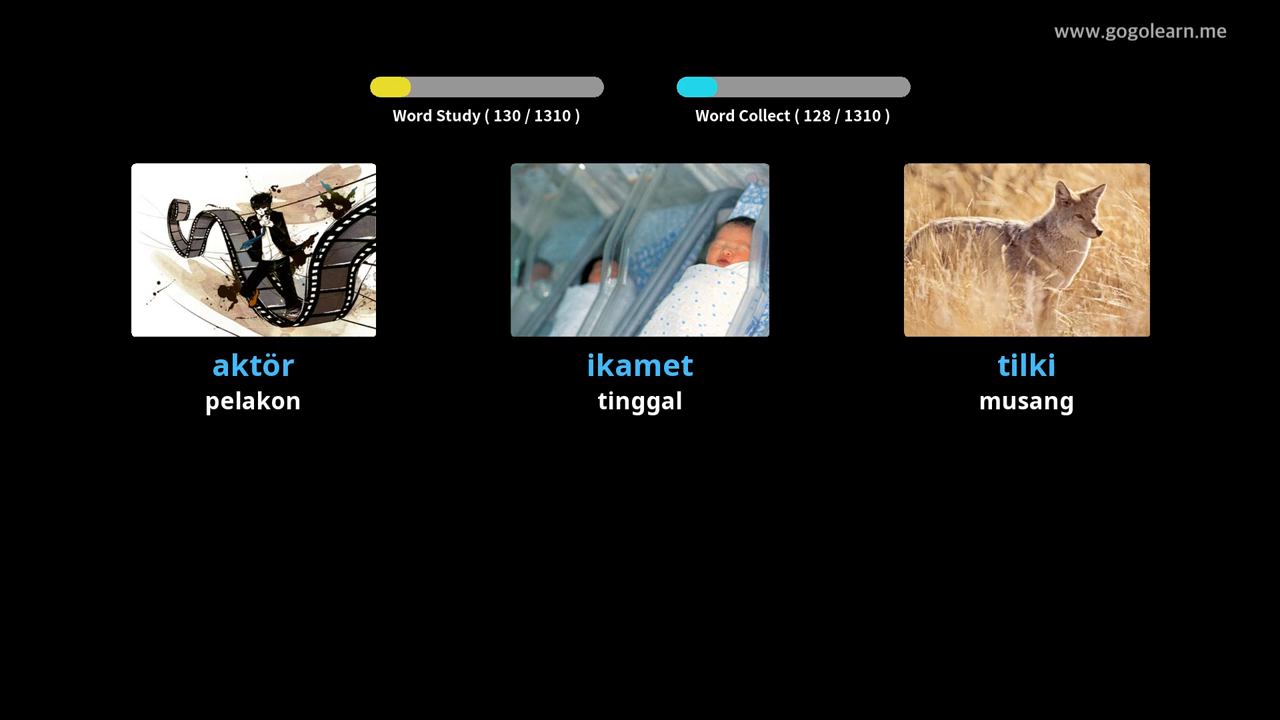 www.gogolearn.me
Word Study ( 130 / 1310 )
Word Collect ( 128 / 1310 )
aktör
pelakon
ikamet
tinggal
tilki
musang